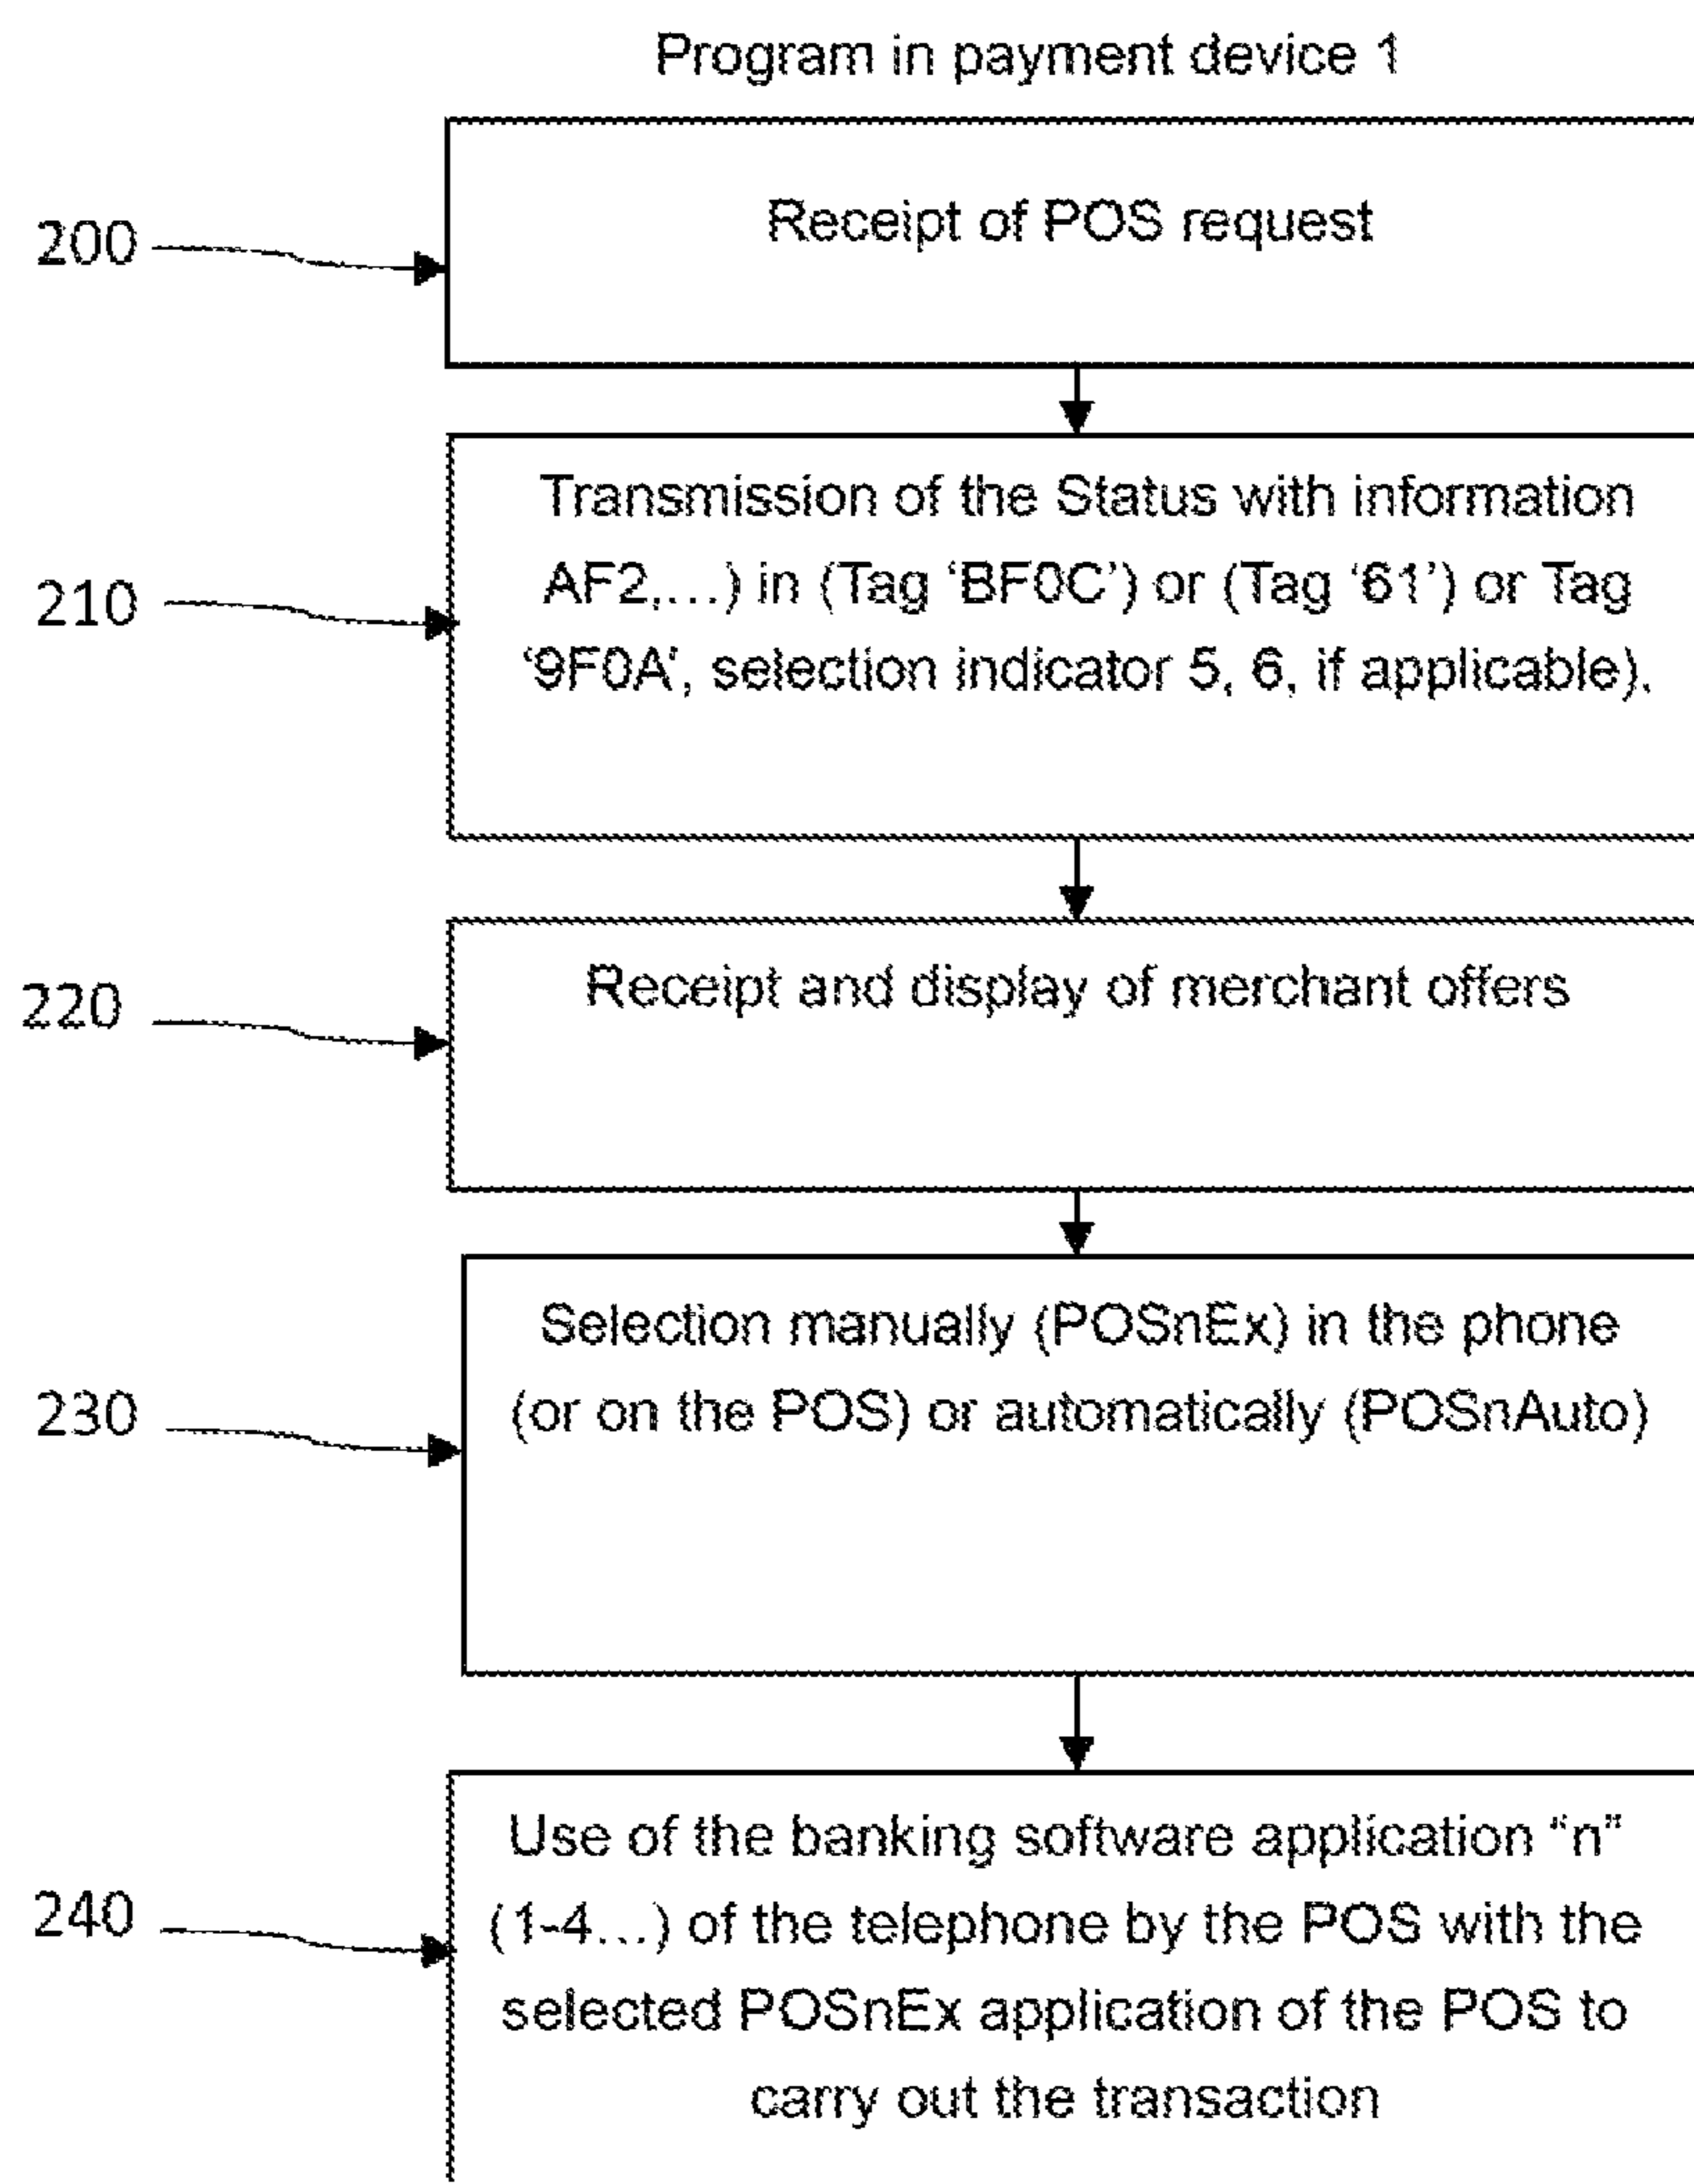 Program in payment device 1
200
Receipt of POS request
210
Transmission of the Status with information
AF2,...) in (Tag ‘BF0C’) or (Tag ‘61’) or Tag
‘9F0A’, selection indicator 5, 6, if applicable).
220
Receipt and display of merchant offers
230
Selection manually (POSnEx) in the phone
(or on the POS) or automatically (POSnAuto)
240
Use of the banking software application “n”
(1-4...) of the telephone by the POS with the
selected POSnEx application of the POS to
carry out the transaction